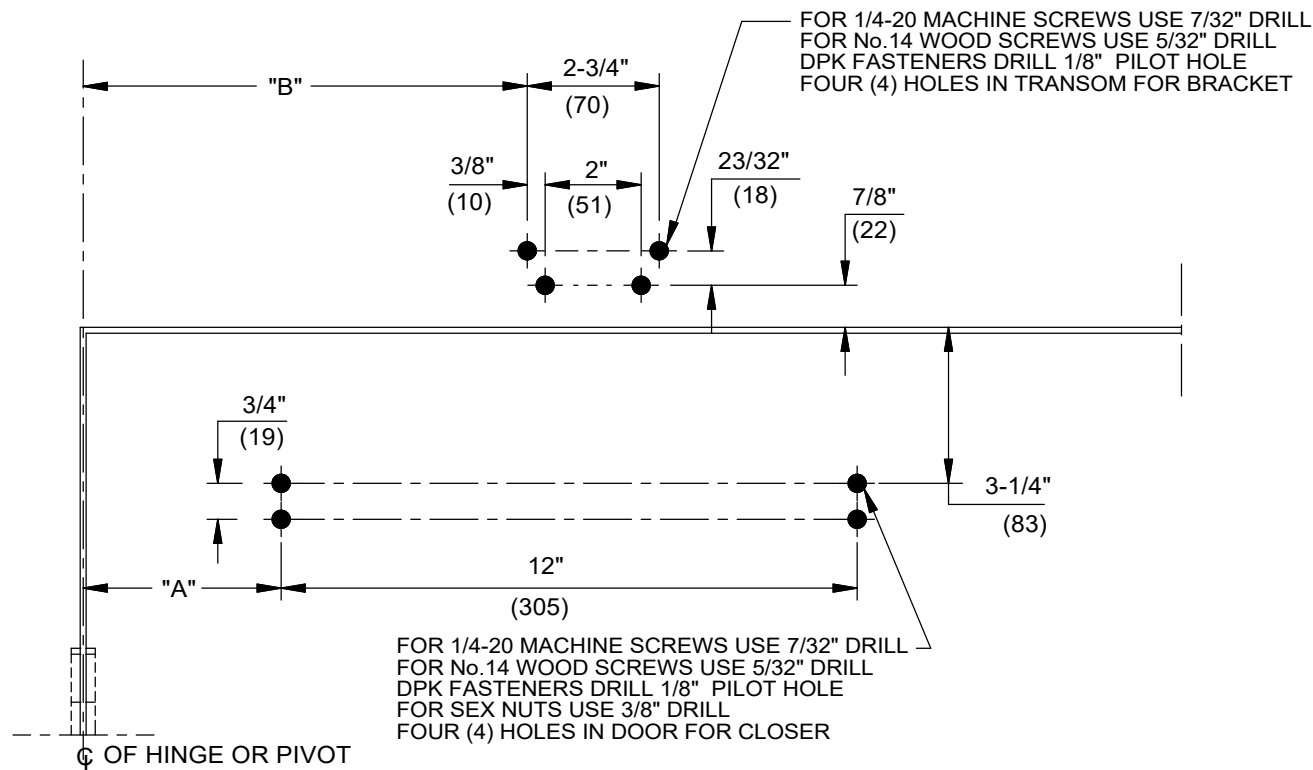 FOR 1/4-20 MACHINE SCREWS USE 7/32" DRILL
FOR No.14 WOOD SCREWS USE 5/32" DRILL
DPK FASTENERS DRILL 1/8" PILOT HOLE
FOUR (4) HOLES IN TRANSOM FOR BRACKET
"B"
2-3/4"
(70)
3/8"
(10)
2"
(51)
23/32"
(18)
7/8"
(22)
3/4"
(19)
3-1/4"
(83)
"A"
12"
(305)
FOR 1/4-20 MACHINE SCREWS USE 7/32" DRILL
FOR No.14 WOOD SCREWS USE 5/32" DRILL
DPK FASTENERS DRILL 1/8" PILOT HOLE
FOR SEX NUTS USE 3/8" DRILL
FOUR (4) HOLES IN DOOR FOR CLOSER
℄ OF HINGE OR PIVOT